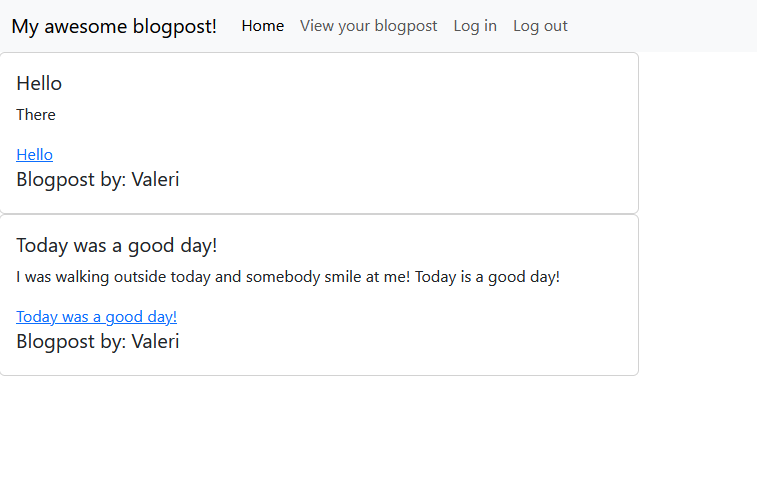 My awesome blogpost! Home View your blogpost Log in Log out
Hello
There
Hello
Blogpost by: Valeri
Today was a good day!
I was walking outside today and somebody smile at me! Today is a good day!
Today was a good day!
Blogpost by: Valeri